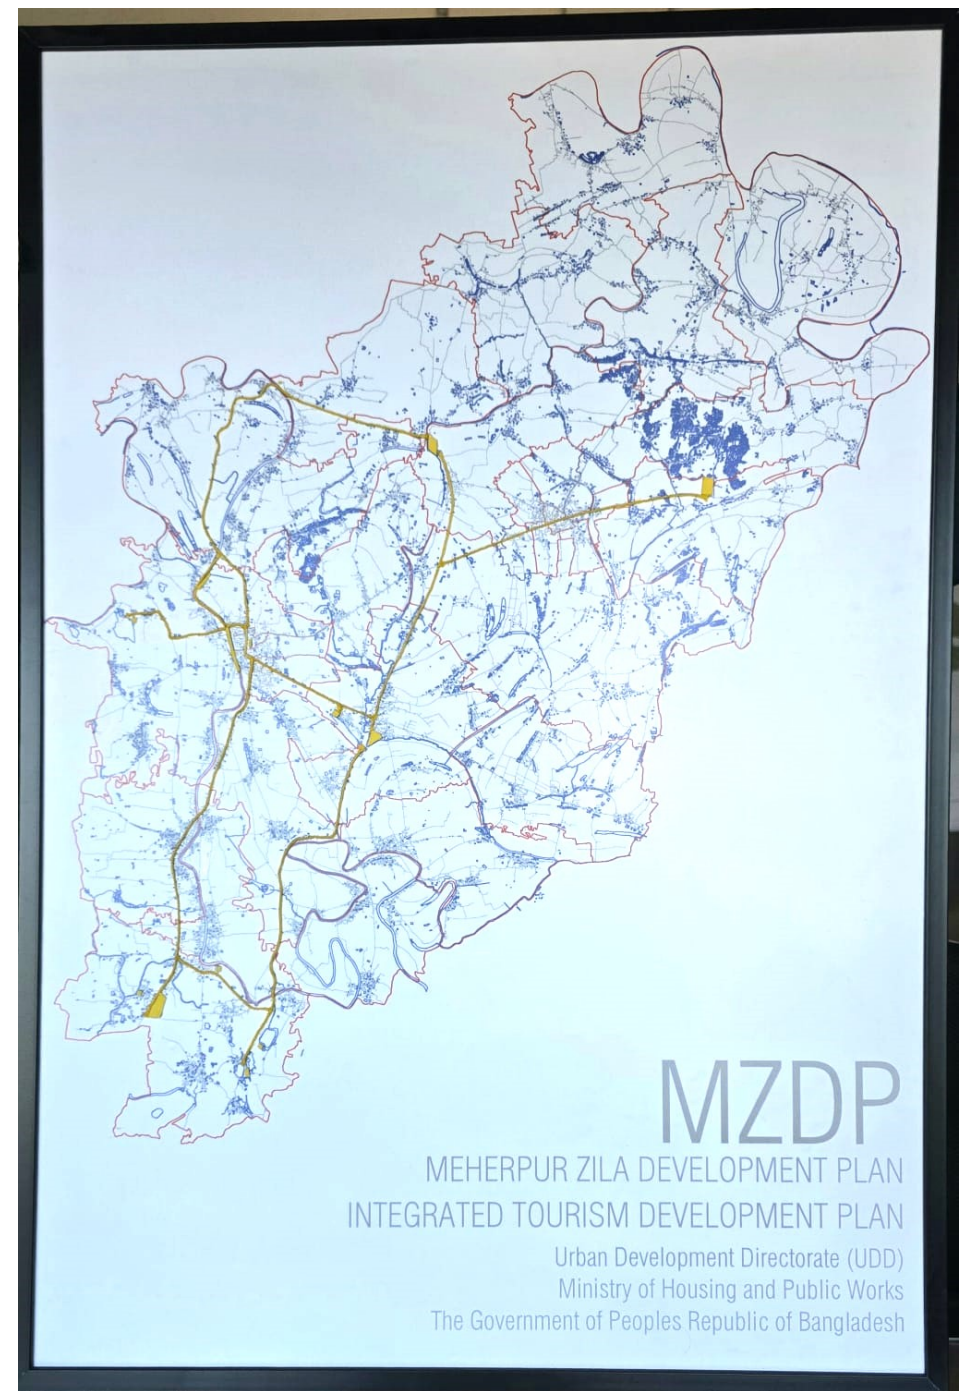 MZDP
MEHERPUR ZILA DEVELOPMENT PLAN
INTEGRATED TOURISM DEVELOPMENT PLAN
Urban Development Directorate (UDD)
Ministry of Housing and Public Works
The Government of Peoples Republic of Bangladesh